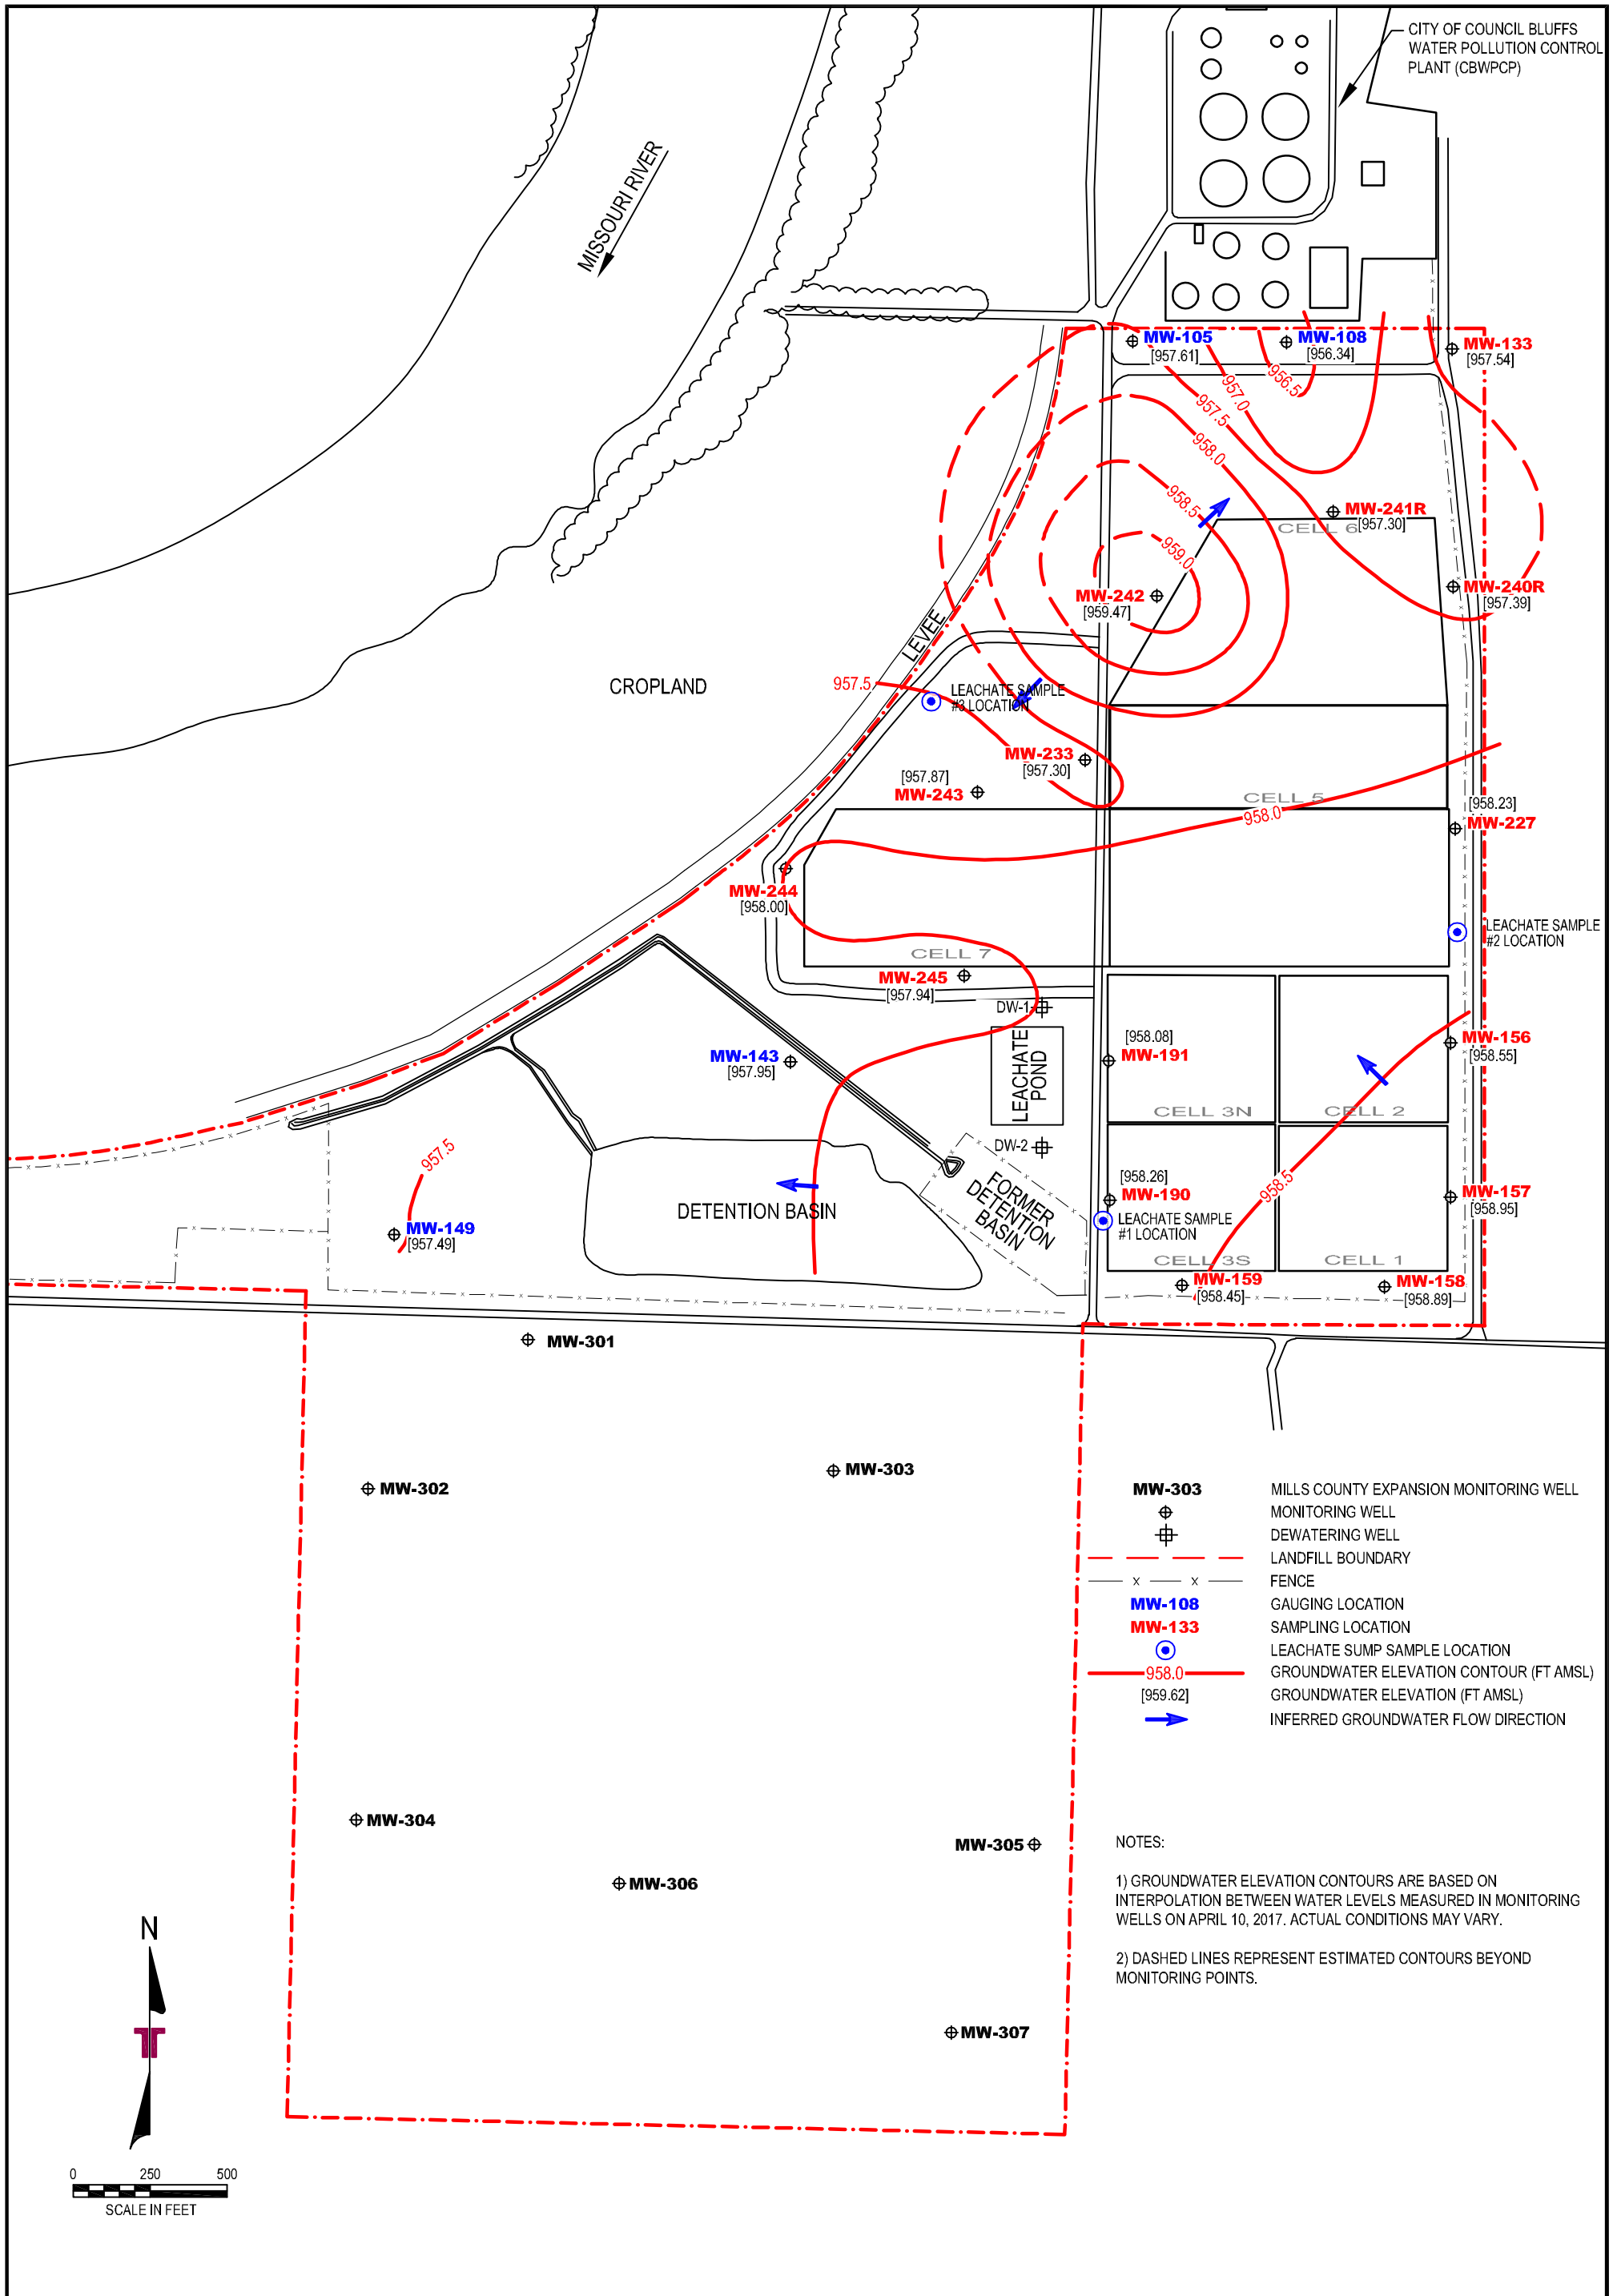 CITY OF COUNCIL BLUFFS
WATER POLLUTION CONTROL
PLANT (CBWPCP)
MISSOURI RIVER
MW-105
[957.61]
MW-108
[956.34]
MW-133
[957.54]
956.5
957.0
957.5
958.0
958.5
959.0
MW-241R
[957.30]
CELL 6
MW-240R
[957.39]
MW-242
[959.47]
LEVEE
CROPLAND
957.5
LEACHATE SAMPLE
#3 LOCATION
MW-233
[957.30]
[957.87]
MW-243
CELL 5
958.0
[958.23]
MW-227
MW-244
[958.00]
LEACHATE SAMPLE
#2 LOCATION
CELL 7
MW-245
[957.94]
DW-1
LEACHATE
POND
[958.08]
MW-191
MW-156
[958.55]
MW-143
[957.95]
CELL 3N
CELL 2
DW-2
957.5
FORMER
DETENTION
BASIN
[958.26]
MW-190
958.5
MW-157
[958.95]
DETENTION BASIN
LEACHATE SAMPLE
#1 LOCATION
MW-149
[957.49]
CELL 3S
CELL 1
MW-159
[958.45]
MW-158
[958.89]
MW-301
MW-302
MW-303
MW-304
MW-305
MW-306
MW-307
MW-303 MILLS COUNTY EXPANSION MONITORING WELL
MONITORING WELL
DEWATERING WELL
LANDFILL BOUNDARY
x x FENCE
MW-108 GAUGING LOCATION
MW-133 SAMPLING LOCATION
LEACHATE SUMP SAMPLE LOCATION
958.0 GROUNDWATER ELEVATION CONTOUR (FT AMSL)
[959.62] GROUNDWATER ELEVATION (FT AMSL)
INFERRED GROUNDWATER FLOW DIRECTION
NOTES:
1) GROUNDWATER ELEVATION CONTOURS ARE BASED ON
INTERPOLATION BETWEEN WATER LEVELS MEASURED IN MONITORING
WELLS ON APRIL 10, 2017. ACTUAL CONDITIONS MAY VARY.
2) DASHED LINES REPRESENT ESTIMATED CONTOURS BEYOND
MONITORING POINTS.
N
0 250 500
SCALE IN FEET